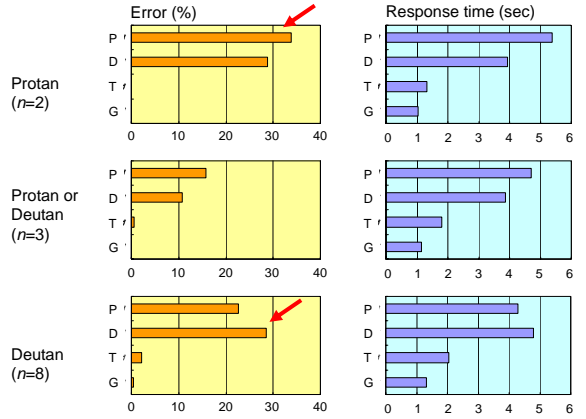 Error (%)
Response time (sec)
Protan
(n=2)
P
D
T
G
0 10 20 30 40
P
D
T
G
0 1 2 3 4 5 6
Protan or
Deutan
(n=3)
P
D
T
G
0 10 20 30 40
P
D
T
G
0 1 2 3 4 5 6
Deutan
(n=8)
P
D
T
G
0 10 20 30 40
P
D
T
G
0 1 2 3 4 5 6